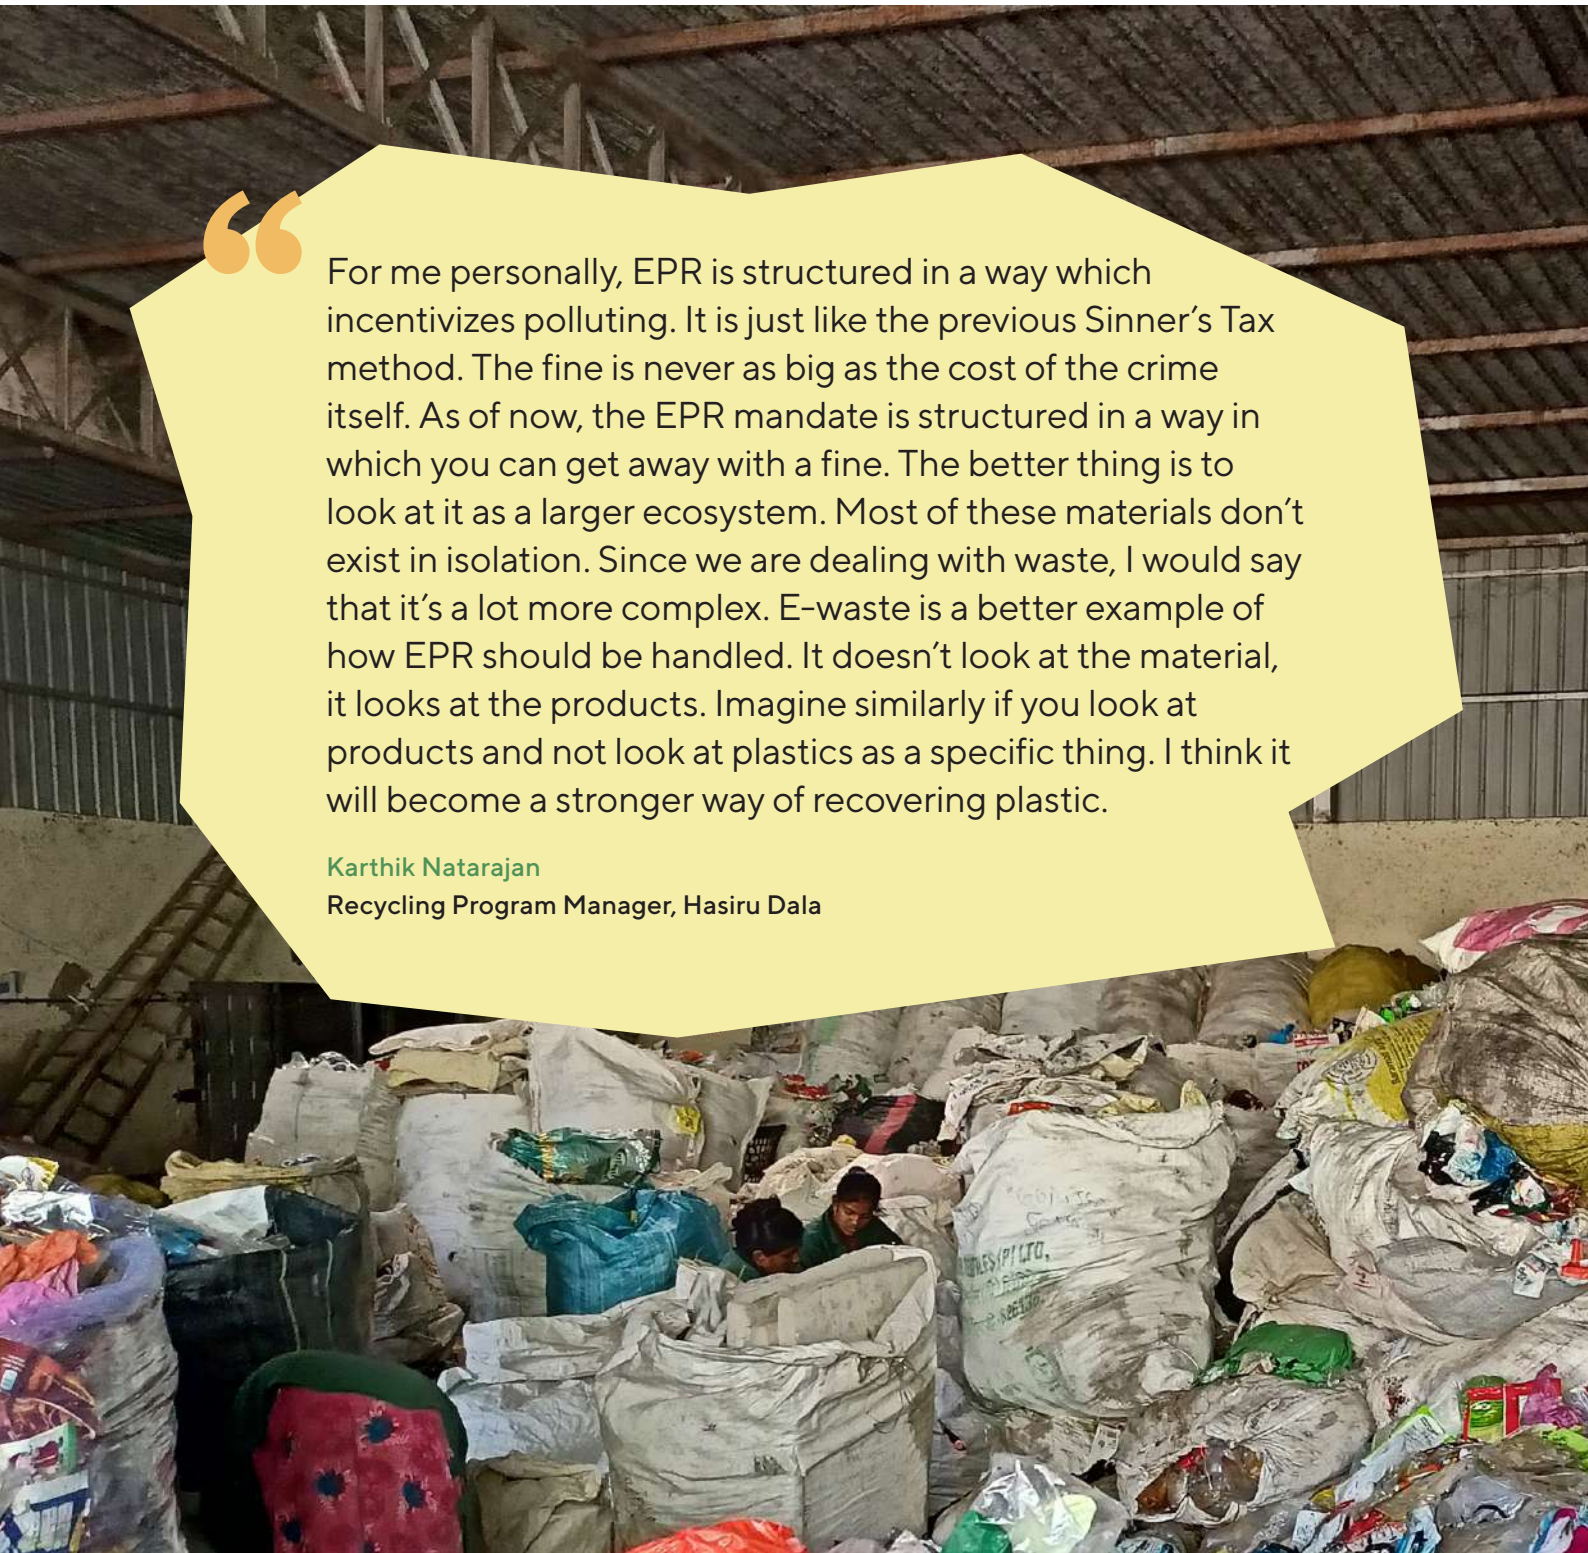 “
For me personally, EPR is structured in a way which
incentivizes polluting. It is just like the previous Sinner’s Tax
method. The fine is never as big as the cost of the crime
itself. As of now, the EPR mandate is structured in a way in
which you can get away with a fine. The better thing is to
look at it as a larger ecosystem. Most of these materials don’t
exist in isolation. Since we are dealing with waste, I would say
that it’s a lot more complex. E-waste is a better example of
how EPR should be handled. It doesn’t look at the material,
it looks at the products. Imagine similarly if you look at
products and not look at plastics as a specific thing. I think it
will become a stronger way of recovering plastic.
Karthik Natarajan
Recycling Program Manager, Hasiru Dala